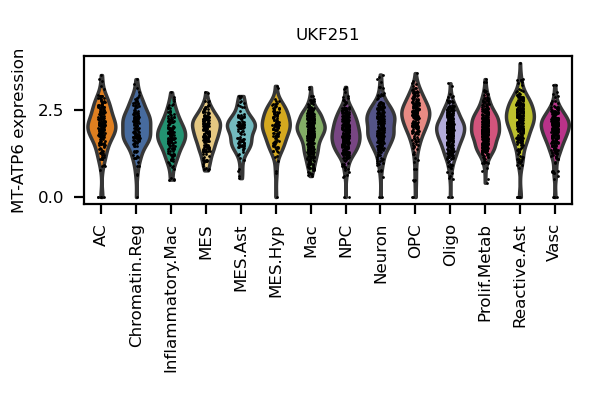 UKF251
MT-ATP6 expression
2.5
0.0
AC
Chromatin.Reg
Inflammatory.Mac
MES
MES.Ast
MES.Hyp
Mac
NPC
Neuron
OPC
Oligo
Prolif.Metab
Reactive.Ast
Vasc